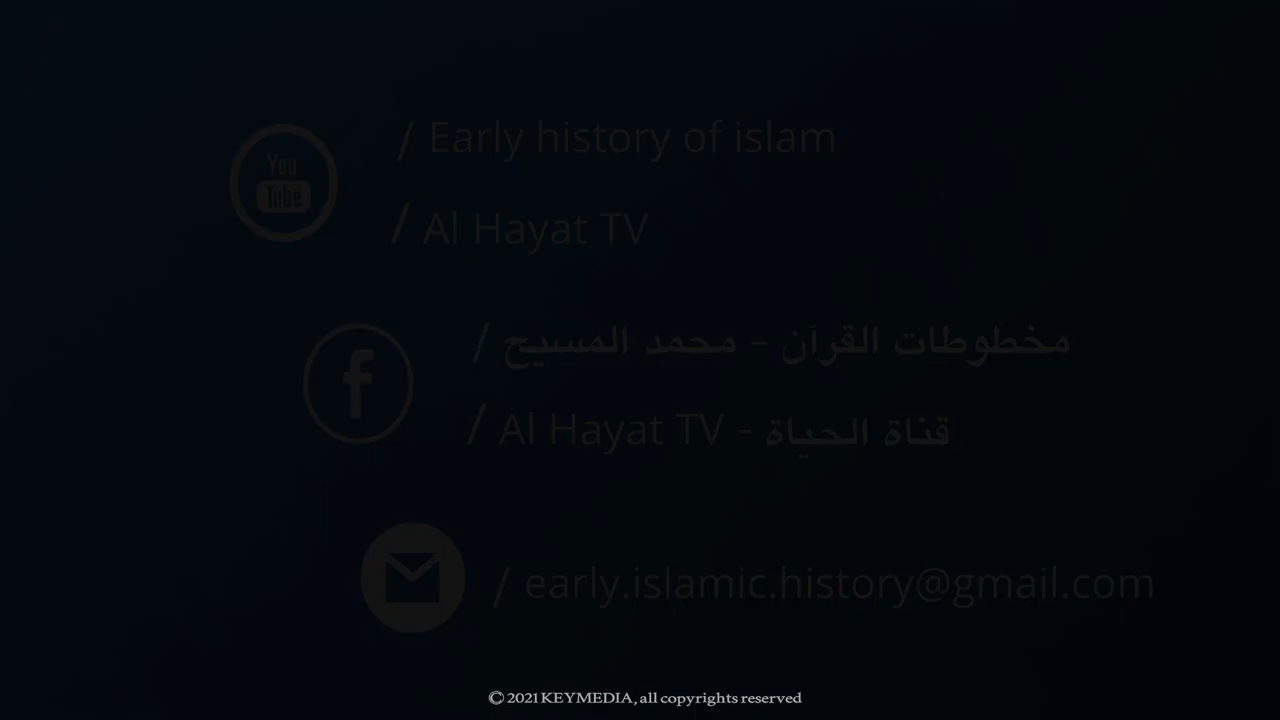 You
Tube
/ Early history of islam
/ Al Hayat TV
/ مخطوطات القرآن - محمد المسيح
/ Al Hayat TV - قناة الحياة
/ early.islamic.history@gmail.com
© 2021 KEYMEDIA, all copyrights reserved